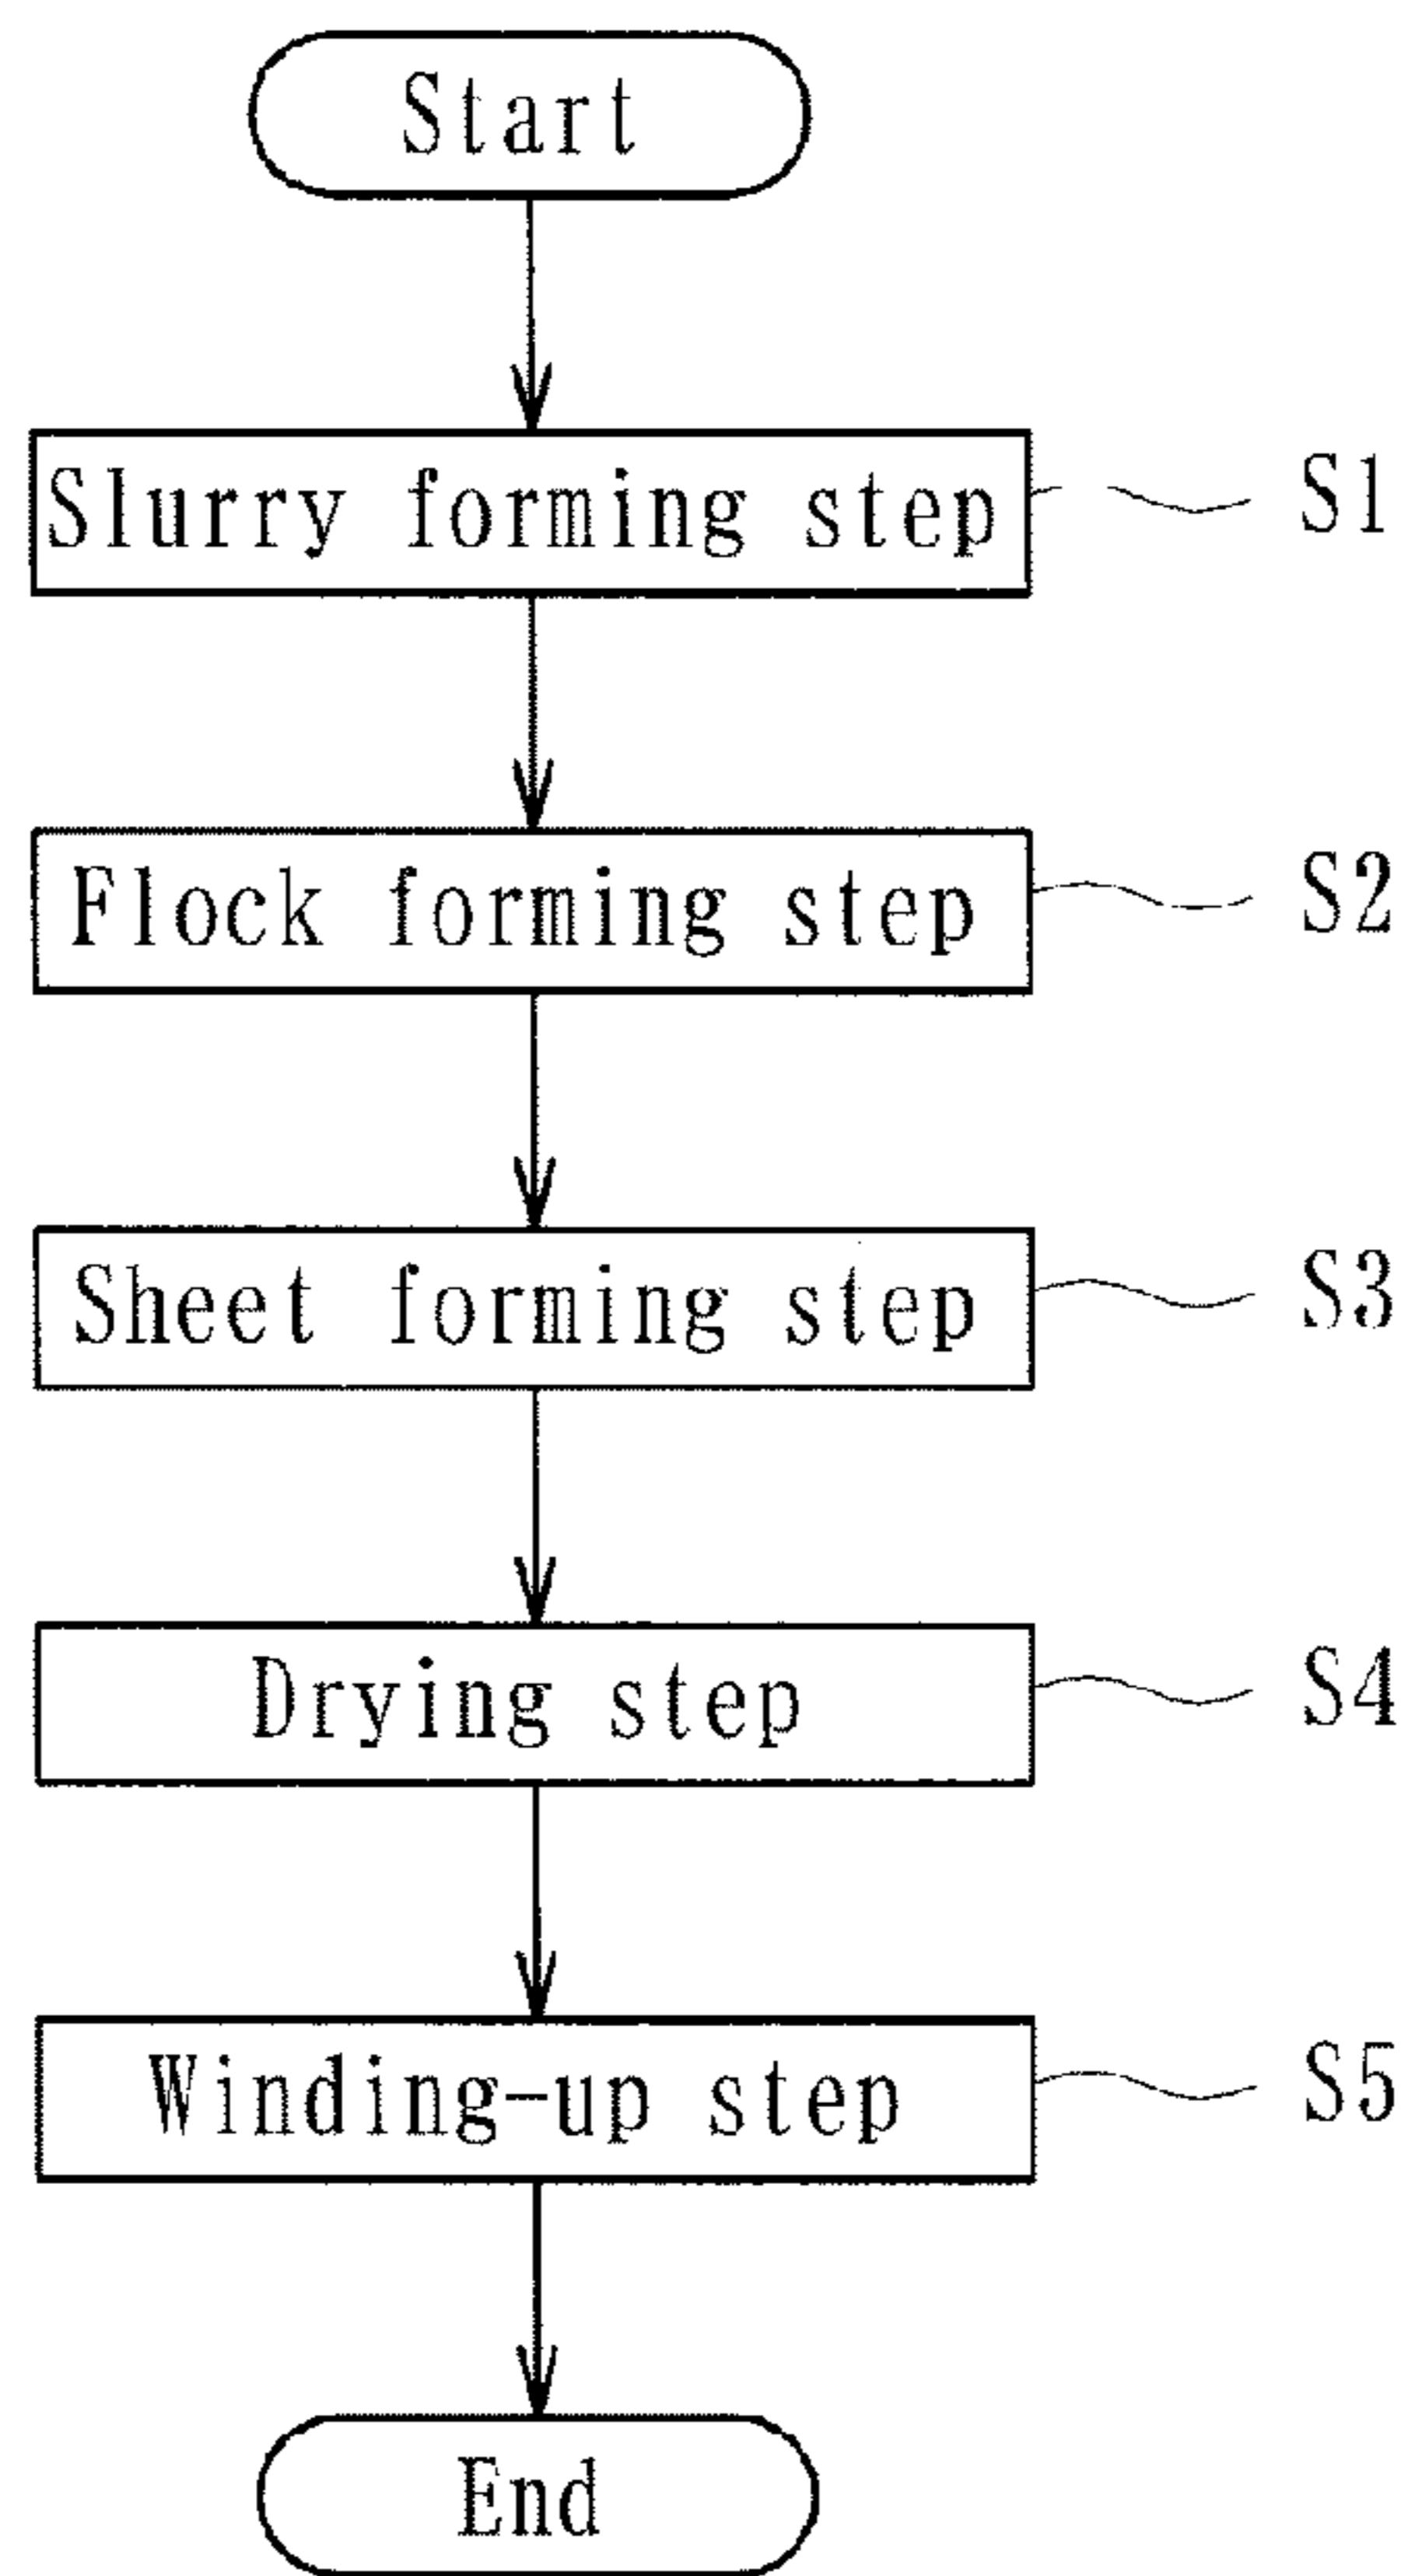 Start
Slurry forming step S1
Flock forming step S2
Sheet forming step S3
Drying step S4
Winding-up step S5
End